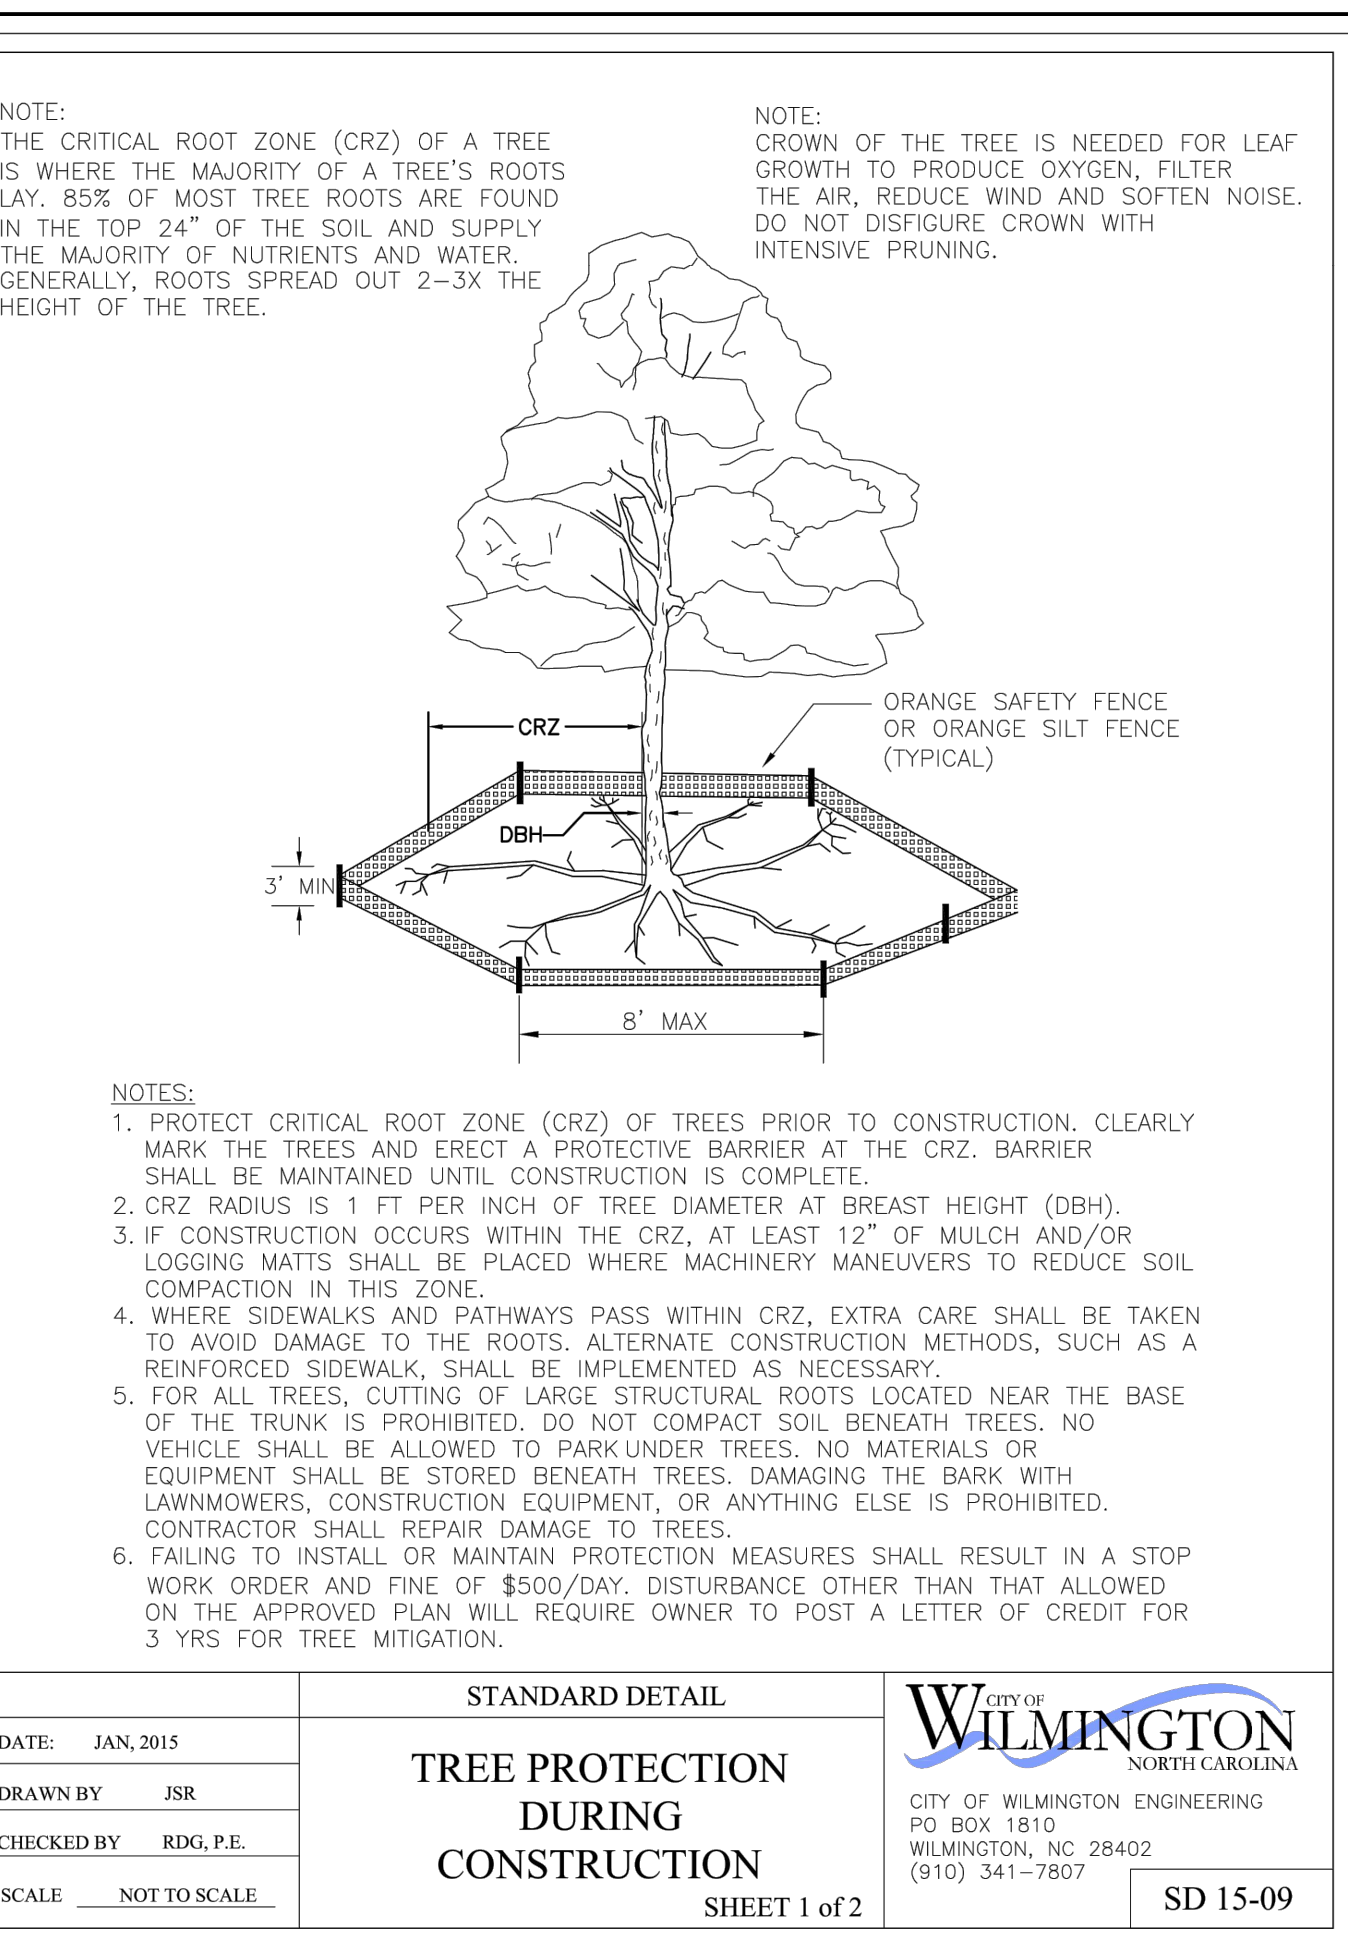 NOTE:
THE CRITICAL ROOT ZONE (CRZ) OF A TREE
IS WHERE THE MAJORITY OF A TREE'S ROOTS
LAY. 85% OF MOST TREE ROOTS ARE FOUND
IN THE TOP 24" OF THE SOIL AND SUPPLY
THE MAJORITY OF NUTRIENTS AND WATER.
GENERALLY, ROOTS SPREAD OUT 2-3X THE
HEIGHT OF THE TREE.
NOTE:
CROWN OF THE TREE IS NEEDED FOR LEAF
GROWTH TO PRODUCE OXYGEN, FILTER
THE AIR, REDUCE WIND AND SOFTEN NOISE.
DO NOT DISFIGURE CROWN WITH
INTENSIVE PRUNING.
ORANGE SAFETY FENCE
OR ORANGE SILT FENCE
(TYPICAL)
CRZ
DBH
3' MIN
8' MAX
NOTES:
1. PROTECT CRITICAL ROOT ZONE (CRZ) OF TREES PRIOR TO CONSTRUCTION. CLEARLY
MARK THE TREES AND ERECT A PROTECTIVE BARRIER AT THE CRZ. BARRIER
SHALL BE MAINTAINED UNTIL CONSTRUCTION IS COMPLETE.
2. CRZ RADIUS IS 1 FT PER INCH OF TREE DIAMETER AT BREAST HEIGHT (DBH).
3. IF CONSTRUCTION OCCURS WITHIN THE CRZ, AT LEAST 12" OF MULCH AND/OR
LOGGING MATTS SHALL BE PLACED WHERE MACHINERY MANEUVERS TO REDUCE SOIL
COMPACTION IN THIS ZONE.
4. WHERE SIDEWALKS AND PATHWAYS PASS WITHIN CRZ, EXTRA CARE SHALL BE TAKEN
TO AVOID DAMAGE TO THE ROOTS. ALTERNATE CONSTRUCTION METHODS, SUCH AS A
REINFORCED SIDEWALK, SHALL BE IMPLEMENTED AS NECESSARY.
5. FOR ALL TREES, CUTTING OF LARGE STRUCTURAL ROOTS LOCATED NEAR THE BASE
OF THE TRUNK IS PROHIBITED. DO NOT COMPACT SOIL BENEATH TREES. NO
VEHICLE SHALL BE ALLOWED TO PARK UNDER TREES. NO MATERIALS OR
EQUIPMENT SHALL BE STORED BENEATH TREES. DAMAGING THE BARK WITH
LAWNMOWERS, CONSTRUCTION EQUIPMENT, OR ANYTHING ELSE IS PROHIBITED.
CONTRACTOR SHALL REPAIR DAMAGE TO TREES.
6. FAILING TO INSTALL OR MAINTAIN PROTECTION MEASURES SHALL RESULT IN A STOP
WORK ORDER AND FINE OF $500/DAY. DISTURBANCE OTHER THAN THAT ALLOWED
ON THE APPROVED PLAN WILL REQUIRE OWNER TO POST A LETTER OF CREDIT FOR
3 YRS FOR TREE MITIGATION.
DATE: JAN, 2015
DRAWN BY JSR
CHECKED BY RDG, P.E.
SCALE NOT TO SCALE
STANDARD DETAIL
TREE PROTECTION
DURING
CONSTRUCTION
SHEET 1 of 2
CITY OF
WILMINGTON
NORTH CAROLINA
CITY OF WILMINGTON ENGINEERING
PO BOX 1810
WILMINGTON, NC 28402
(910) 341-7807
SD 15-09